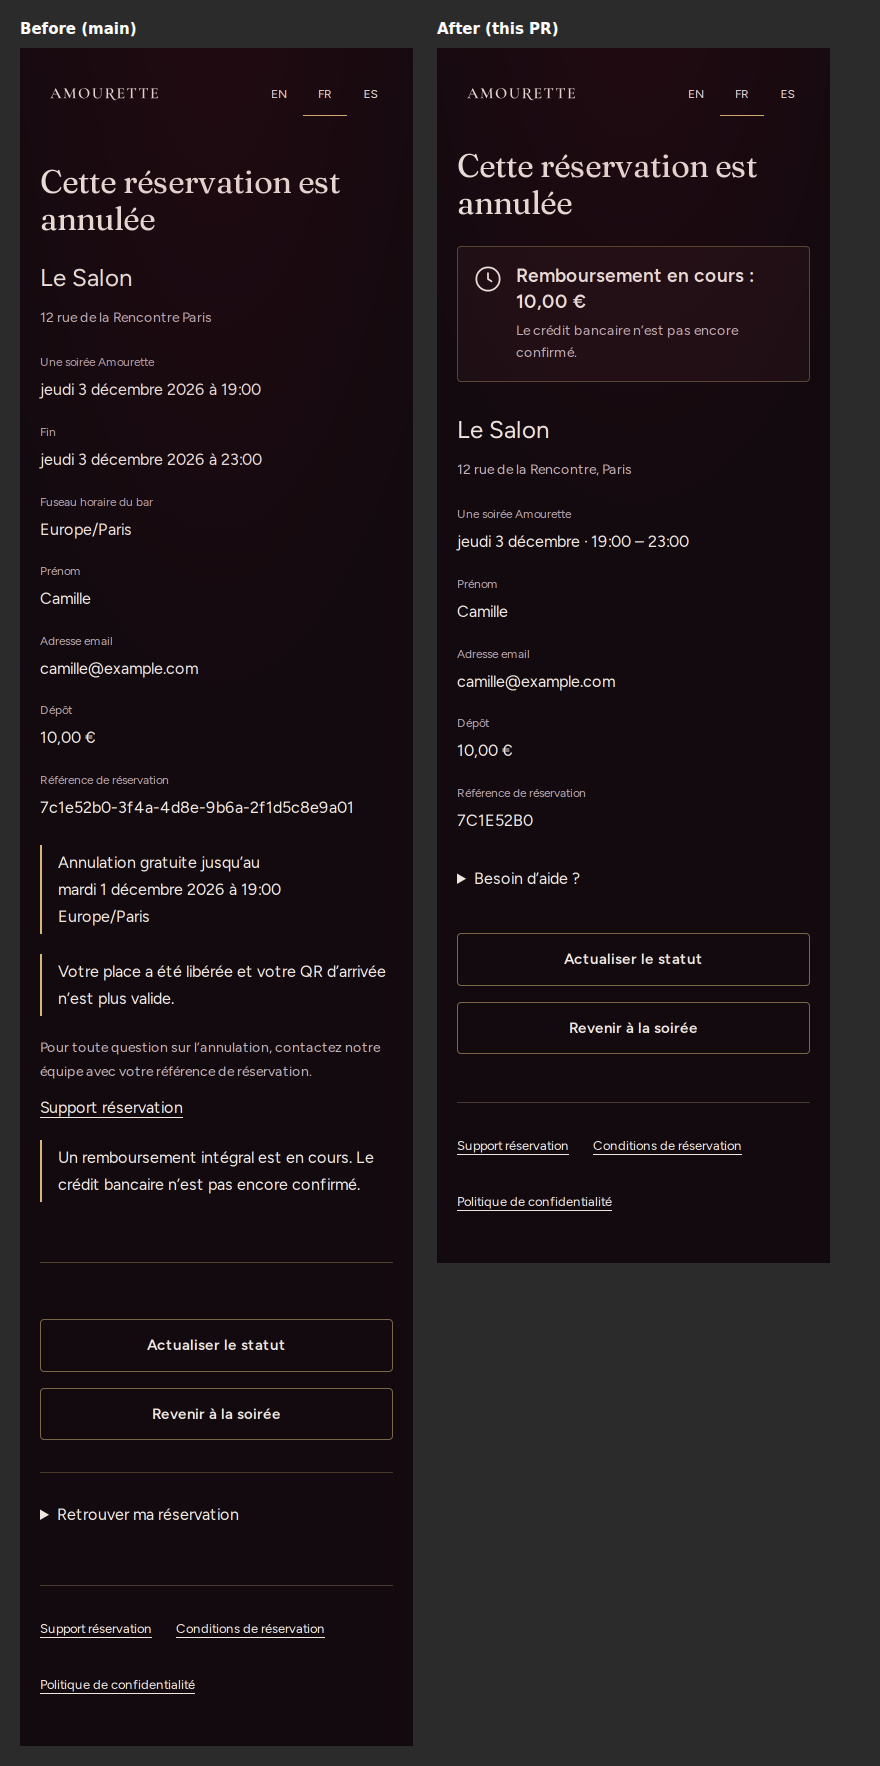 Before (main)
AMOURETTE
EN FR ES
Cette réservation est
annulée
Le Salon
12 rue de la Rencontre Paris
Une soirée Amourette
jeudi 3 décembre 2026 à 19:00
Fin
jeudi 3 décembre 2026 à 23:00
Fuseau horaire du bar
Europe/Paris
Prénom
Camille
Adresse email
camille@example.com
Dépôt
10,00 €
Référence de réservation
7c1e52b0-3f4a-4d8e-9b6a-2f1d5c8e9a01
Annulation gratuite jusqu’au
mardi 1 décembre 2026 à 19:00
Europe/Paris
Votre place a été libérée et votre QR d’arrivée
n’est plus valide.
Pour toute question sur l’annulation, contactez notre
équipe avec votre référence de réservation.
Support réservation
Un remboursement intégral est en cours. Le
crédit bancaire n’est pas encore confirmé.
Actualiser le statut
Revenir à la soirée
Retrouver ma réservation
Support réservation Conditions de réservation
Politique de confidentialité
After (this PR)
AMOURETTE
EN FR ES
Cette réservation est
annulée
Remboursement en cours :
10,00 €
Le crédit bancaire n’est pas encore
confirmé.
Le Salon
12 rue de la Rencontre, Paris
Une soirée Amourette
jeudi 3 décembre · 19:00 – 23:00
Prénom
Camille
Adresse email
camille@example.com
Dépôt
10,00 €
Référence de réservation
7C1E52B0
Besoin d’aide ?
Actualiser le statut
Revenir à la soirée
Support réservation Conditions de réservation
Politique de confidentialité